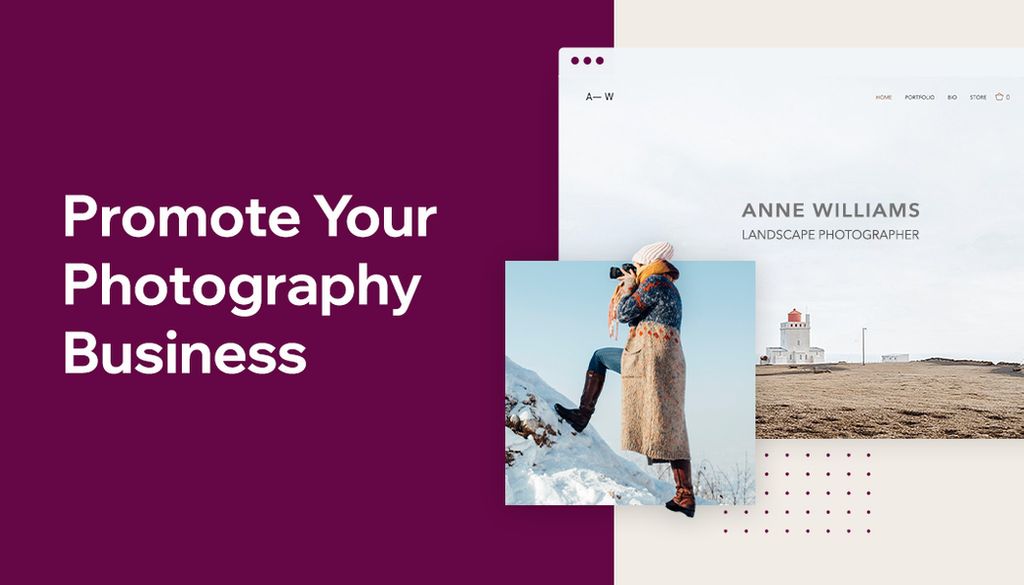 Promote Your
Photography
Business
A— W
HOME PORTFOLIO BIO STORE 0
ANNE WILLIAMS
LANDSCAPE PHOTOGRAPHER